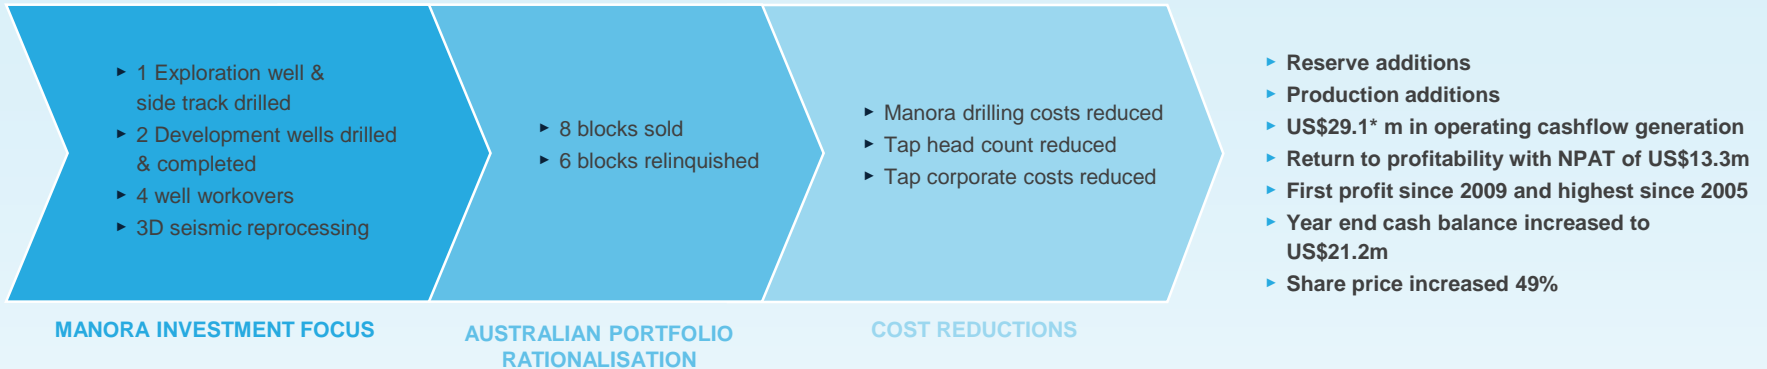 ► 1 Exploration well &
side track drilled
► 2 Development wells drilled
& completed
► 4 well workovers
► 3D seismic reprocessing
MANORA INVESTMENT FOCUS
► 8 blocks sold
► 6 blocks relinquished
AUSTRALIAN PORTFOLIO
RATIONALISATION
► Manora drilling costs reduced
► Tap head count reduced
► Tap corporate costs reduced
COST REDUCTIONS
► Reserve additions
► Production additions
► US$29.1* m in operating cashflow generation
► Return to profitability with NPAT of US$13.3m
► First profit since 2009 and highest since 2005
► Year end cash balance increased to
US$21.2m
► Share price increased 49%